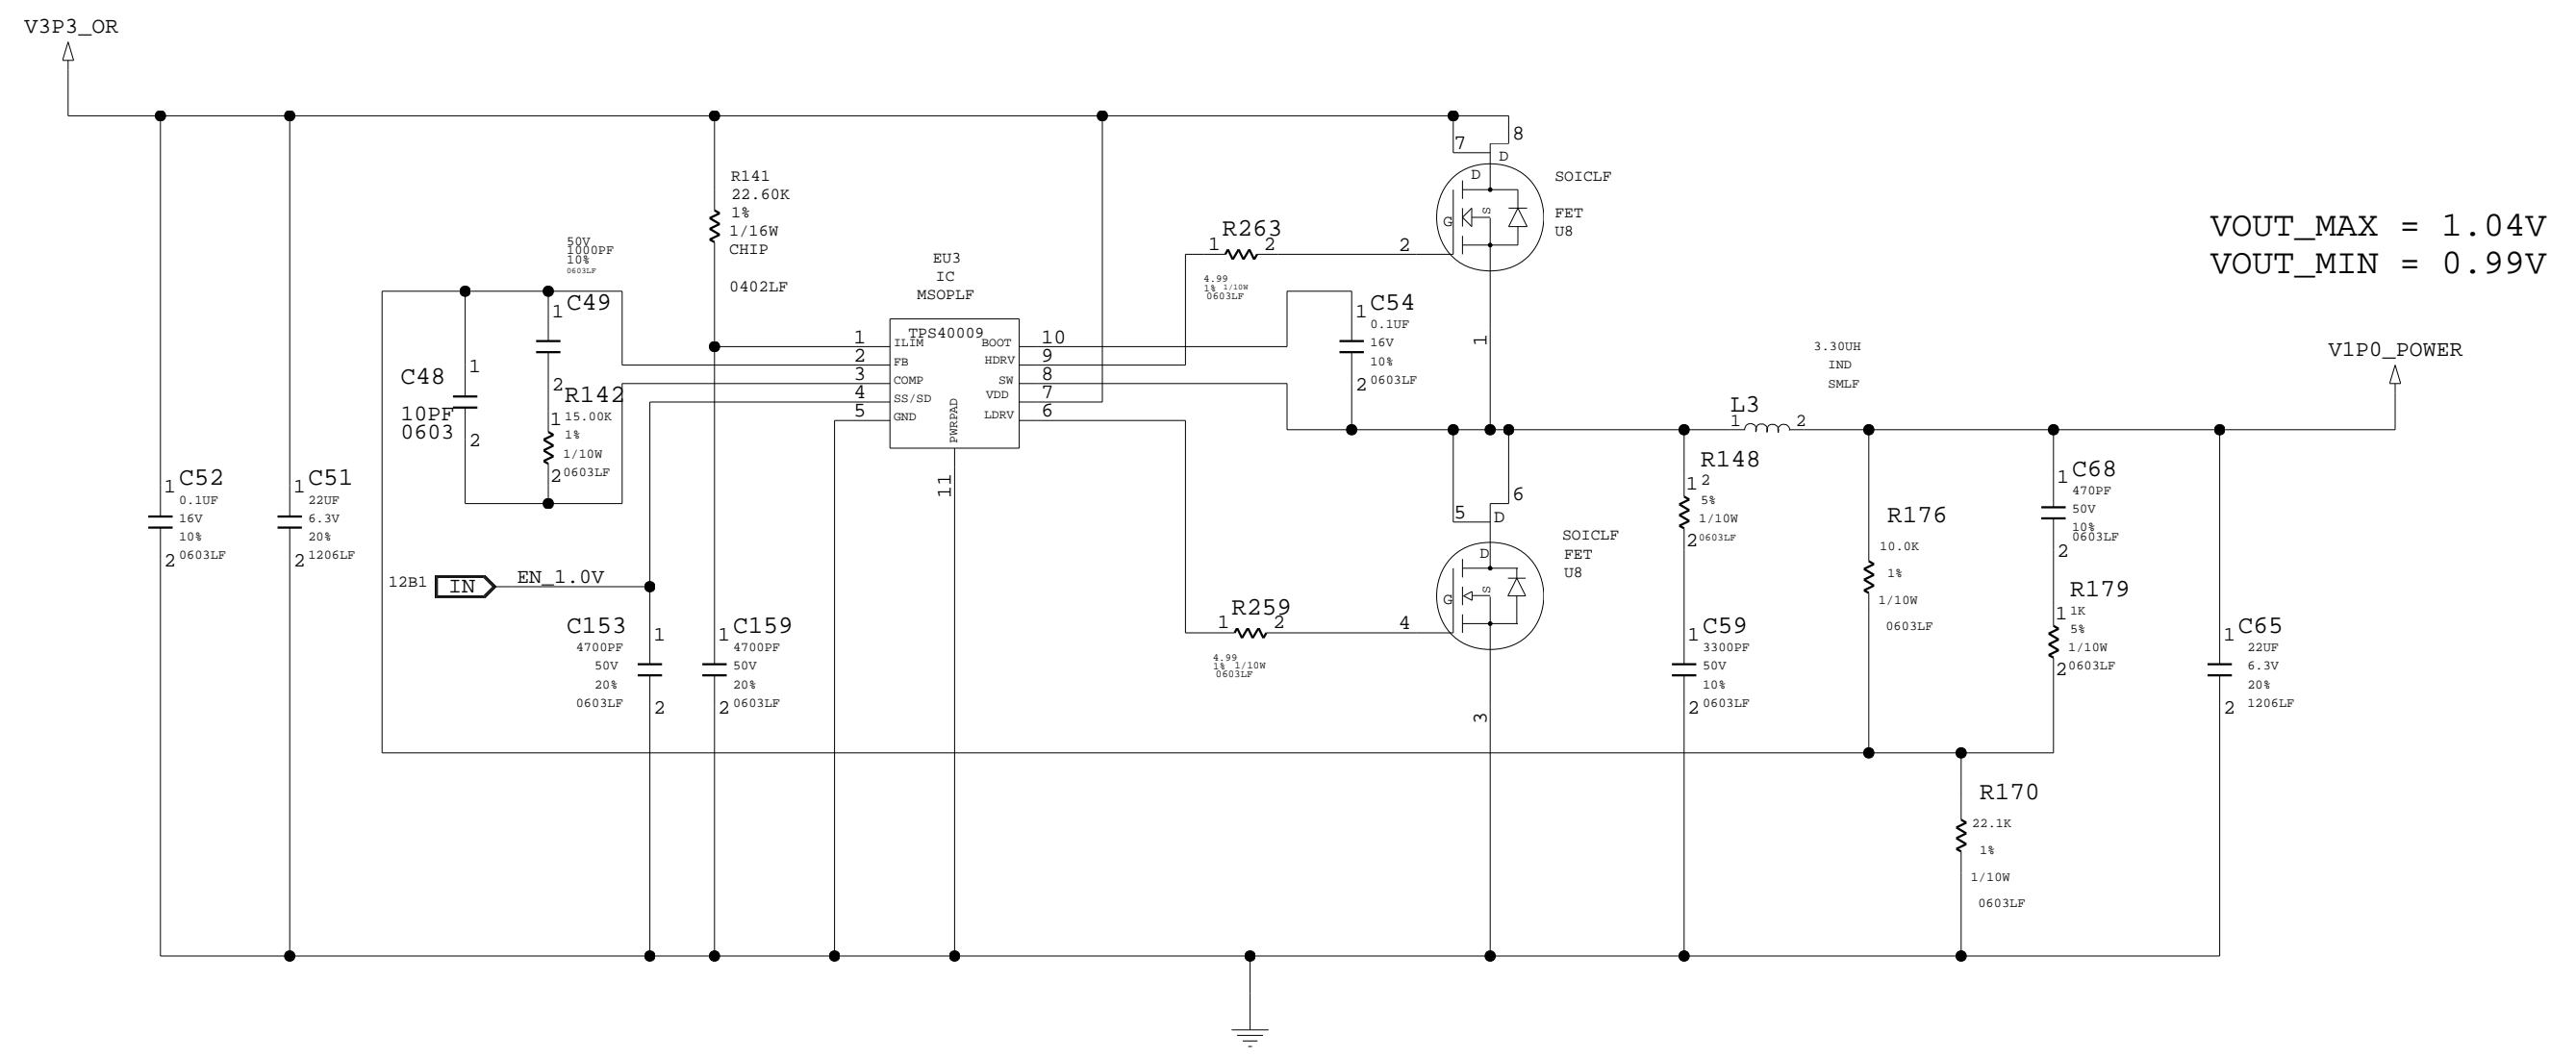 V3P3_OR
R141
22.60K
1%
1/16W
CHIP
0402LF
50V
1000PF
10%
0603LF
C49
1
2
C48
10PF
0603
1
2
R142
1
15.00K
1%
1/10W
2
0603LF
EU3
IC
MSOPLF
TPS40009
1
ILIM
2
FB
3
COMP
4
SS/SD
5
GND
BOOT
10
HDRV
9
SW
8
VDD
7
LDRV
6
PWRPAD
11
R263
1
2
4.99
1% 1/10W
0603LF
2
7
8
D
D
G
S
SOICLF
FET
U8
1
1
C54
0.1UF
16V
10%
2
0603LF
VOUT_MAX = 1.04V
VOUT_MIN = 0.99V
V1P0_POWER
3.30UH
IND
SMLF
L3
1
2
1
C52
0.1UF
16V
10%
2
0603LF
1
C51
22UF
6.3V
20%
2
1206LF
12B1
IN
EN_1.0V
C153
1
4700PF
50V
20%
0603LF
2
1
C159
4700PF
50V
20%
2
0603LF
R259
1
2
4.99
1% 1/10W
0603LF
4
5
6
D
D
G
S
SOICLF
FET
U8
3
R148
1
2
5%
1/10W
2
0603LF
1
C59
3300PF
50V
10%
2
0603LF
R176
10.0K
1%
1/10W
0603LF
1
C68
470PF
50V
10%
0603LF
2
R179
1
1K
5%
1/10W
2
0603LF
1
C65
22UF
6.3V
20%
2
1206LF
R170
22.1K
1%
1/10W
0603LF